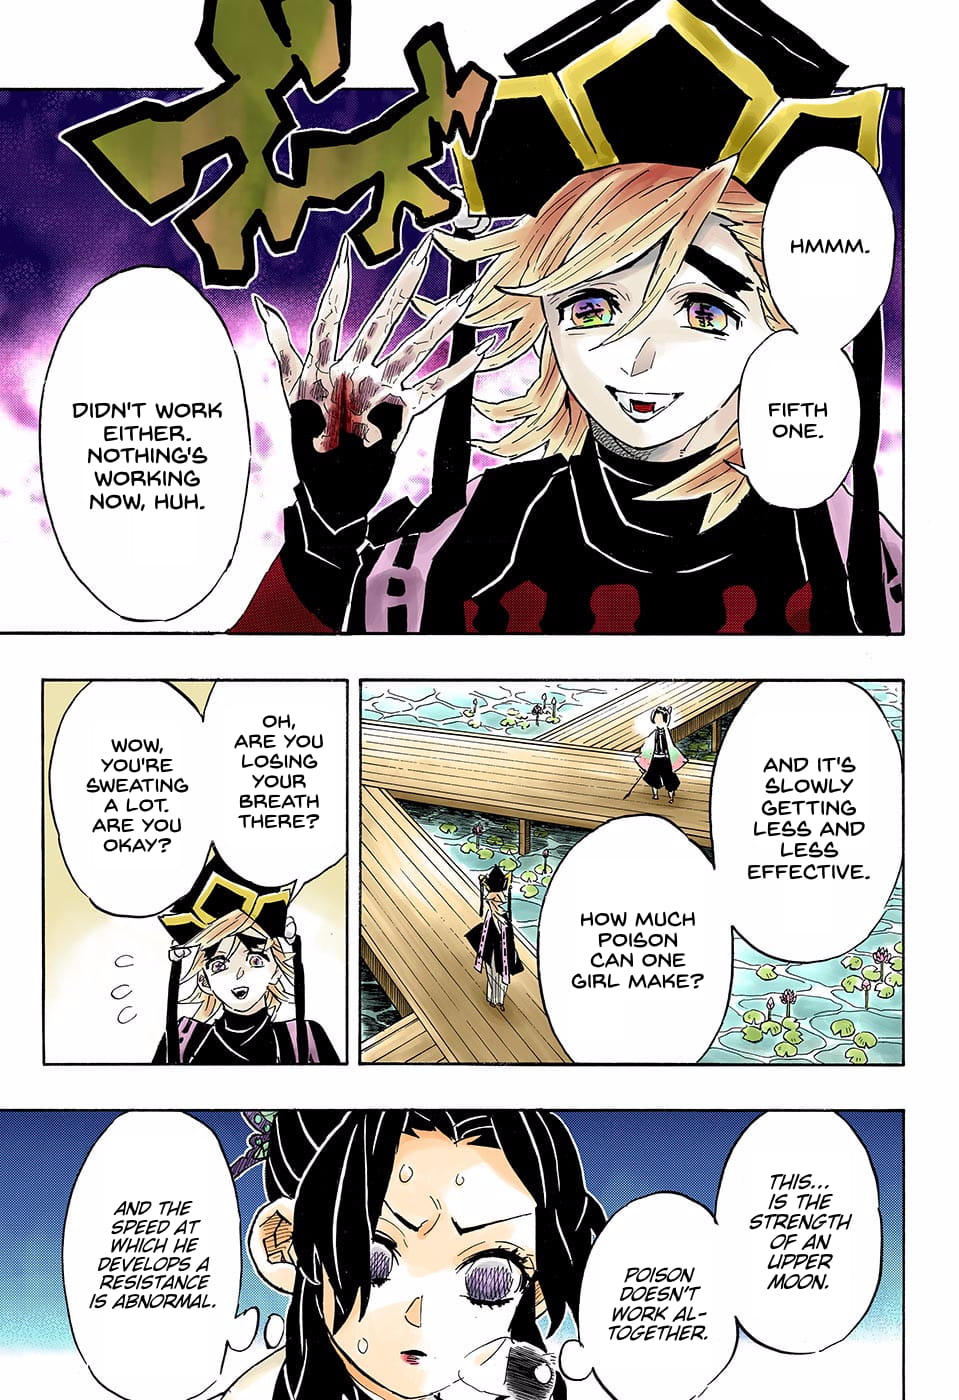 HMMM.
FIFTH
ONE.
DIDN'T WORK
EITHER.
NOTHING'S
WORKING
NOW, HUH.
AND IT'S
SLOWLY
GETTING
LESS AND
LESS
EFFECTIVE.
HOW MUCH
POISON
CAN ONE
GIRL MAKE?
OH,
ARE YOU
LOSING
YOUR
BREATH
THERE?
WOW,
YOU'RE
SWEATING
A LOT.
ARE YOU
OKAY?
THIS...
IS THE
STRENGTH
OF AN
UPPER
MOON.
POISON
DOESN'T
WORK AL-
TOGETHER.
AND THE
SPEED AT
WHICH HE
DEVELOPS A
RESISTANCE
IS ABNORMAL.